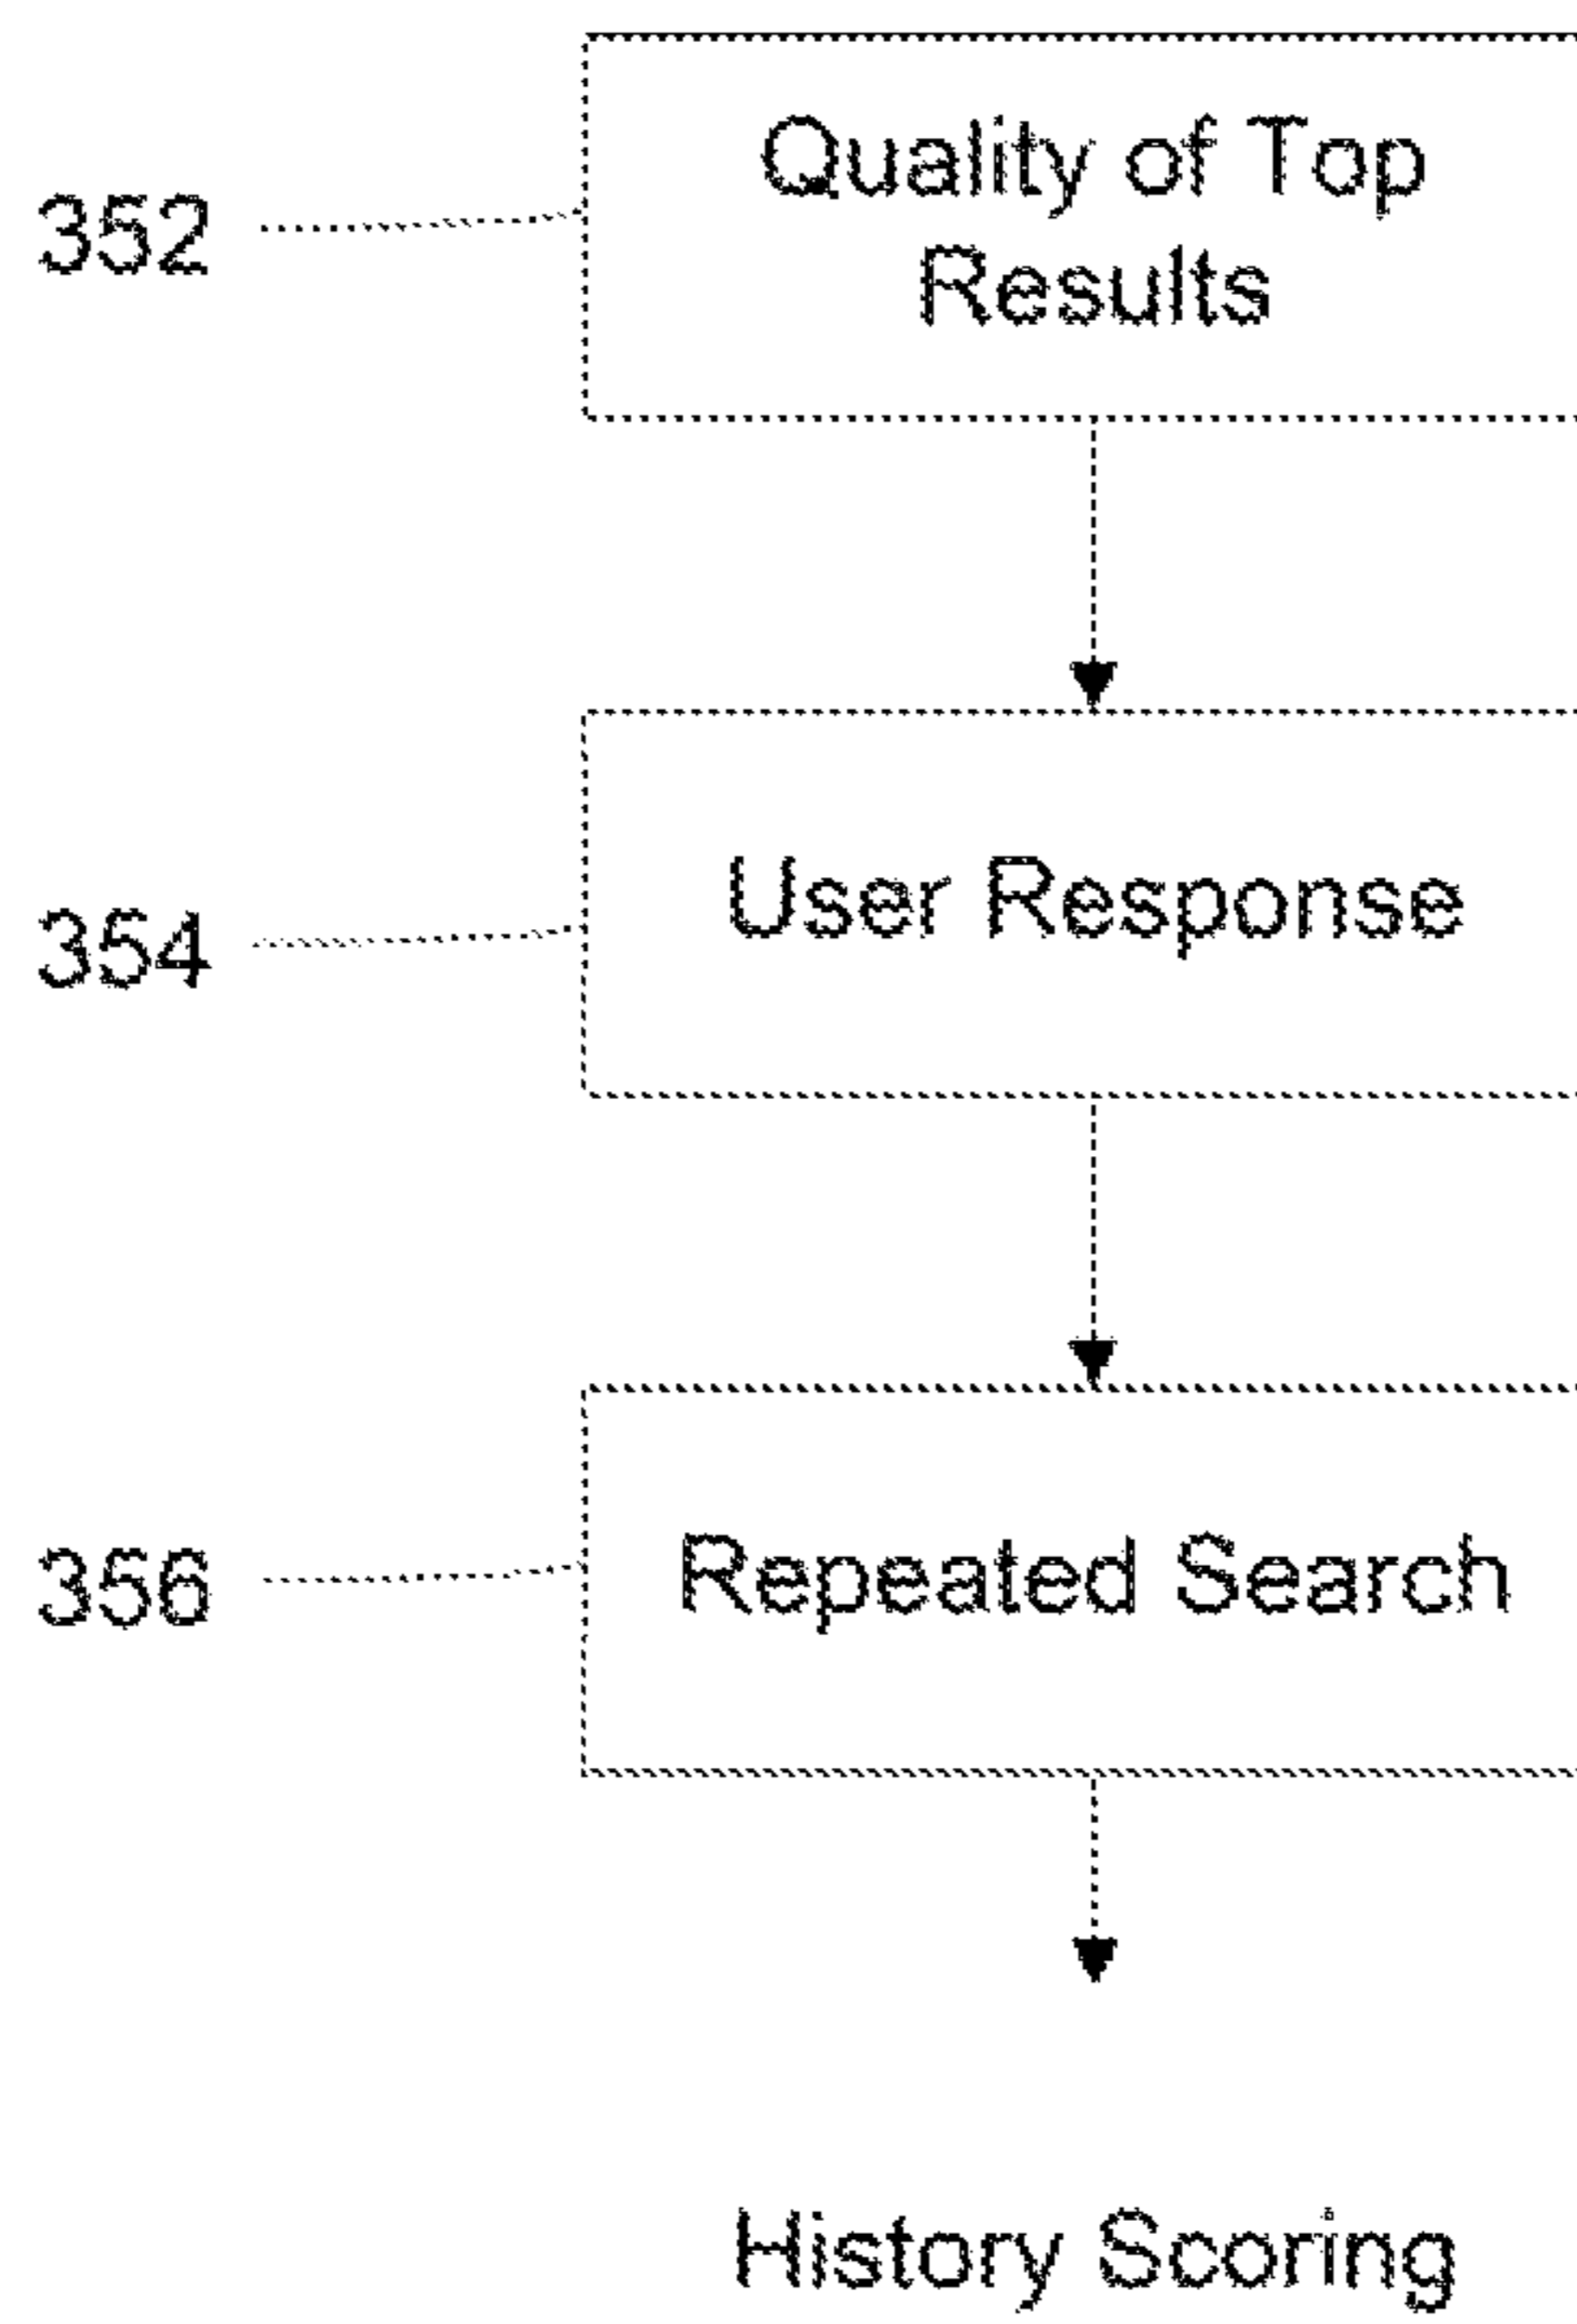 Quality of Top
Results
352
User Response
354
Repeated Search
356
History Scoring